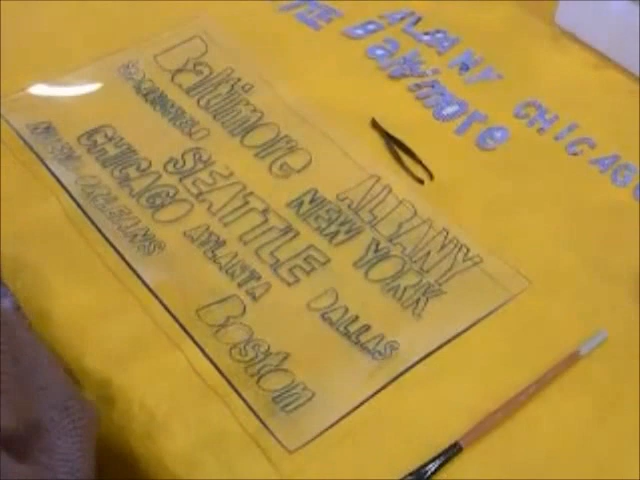 ALBANY CHICAGO
Baltimore
Baltimore
ALBANY
NEW YORK
SEATTLE
CHICAGO
ATLANTA
DALLAS
Boston